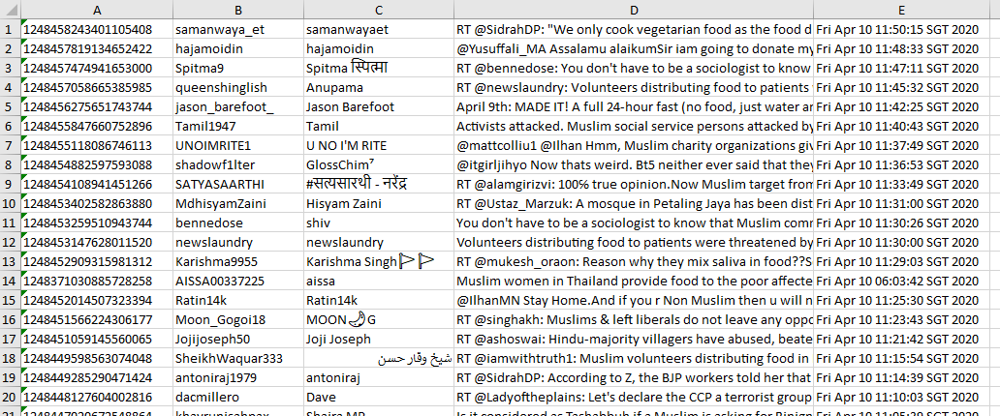 A B C D E
1 1248458243401105408 samanwaya_et samanwayaet RT @SidrahDP: "We only cook vegetarian food as the food d Fri Apr 10 11:50:15 SGT 2020
2 1248457819134652422 hajamoidin hajamoidin @Yusuffali_MA Assalamu alaikumSir iam going to donate my Fri Apr 10 11:48:33 SGT 2020
3 1248457474941653000 Spitma9 Spitma स्पित्मा RT @bennedose: You don't have to be a sociologist to know Fri Apr 10 11:47:11 SGT 2020
4 1248457058665385985 queenshinglish Anupama RT @newslaundry: Volunteers distributing food to patients Fri Apr 10 11:45:32 SGT 2020
5 1248456275651743744 jason_barefoot_ Jason Barefoot April 9th: MADE IT! A full 24-hour fast (no food, just water an Fri Apr 10 11:42:25 SGT 2020
6 1248455847660752896 Tamil1947 Tamil Activists attacked. Muslim social service persons attacked by Fri Apr 10 11:40:43 SGT 2020
7 1248455118086746113 UNOIMRITE1 U NO I'M RITE @mattcolliu1 @Ilhan Hmm, Muslim charity organizations giv Fri Apr 10 11:37:49 SGT 2020
8 1248454882597593088 shadowf1lter GlossChim⁷ @itgirljihyo Now thats weird. Bt5 neither ever said that they Fri Apr 10 11:36:53 SGT 2020
9 1248454108941451266 SATYASAARTHI #सत्यसारथी - नरेंद्र RT @alamgirizvi: 100% true opinion.Now Muslim target from Fri Apr 10 11:33:49 SGT 2020
10 1248453402582863880 MdhisyamZaini Hisyam Zaini RT @Ustaz_Marzuk: A mosque in Petaling Jaya has been dist Fri Apr 10 11:31:00 SGT 2020
11 1248453259510943744 bennedose shiv You don't have to be a sociologist to know that Muslim comm Fri Apr 10 11:30:26 SGT 2020
12 1248453147628011520 newslaundry newslaundry Volunteers distributing food to patients were threatened by Fri Apr 10 11:30:00 SGT 2020
13 1248452909315981312 Karishma9955 Karishma Singh RT @mukesh_oraon: Reason why they mix saliva in food??S Fri Apr 10 11:29:03 SGT 2020
14 1248371030885728258 AISSA00337225 aissa Muslim women in Thailand provide food to the poor affecte Fri Apr 10 06:03:42 SGT 2020
15 1248452014507323394 Ratin14k Ratin14k @IlhanMN Stay Home.And if you r Non Muslim then u will n Fri Apr 10 11:25:30 SGT 2020
16 1248451566224306177 Moon_Gogoi18 MOON G RT @singhakh: Muslims & left liberals do not leave any oppo Fri Apr 10 11:23:43 SGT 2020
17 1248451059145560065 Jojijoseph50 Joji Joseph RT @ashoswai: Hindu-majority villagers have abused, beate Fri Apr 10 11:21:42 SGT 2020
18 1248449598563074048 SheikhWaquar333 شيخ وقار حسن RT @iamwithtruth1: Muslim volunteers distributing food in Fri Apr 10 11:15:54 SGT 2020
19 1248449285290471424 antoniraj1979 antoniraj RT @SidrahDP: According to Z, the BJP workers told her that Fri Apr 10 11:14:39 SGT 2020
20 1248448127604002816 dacmillero Dave RT @Ladyoftheplains: Let's declare the CCP a terrorist group Fri Apr 10 11:10:03 SGT 2020